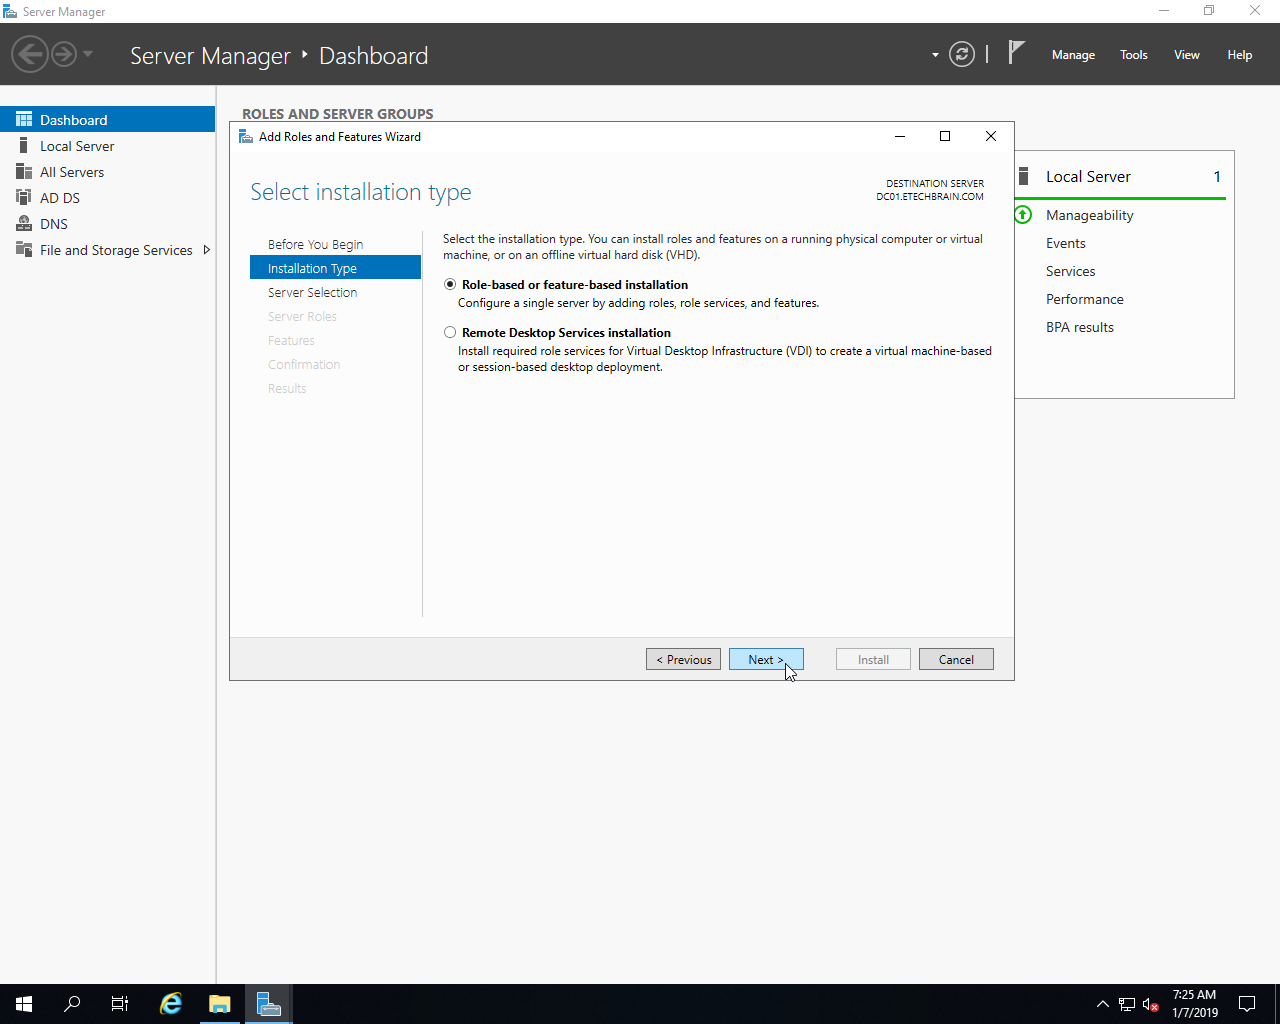 Server Manager
Server Manager ‣ Dashboard
Manage
Tools
View
Help
Dashboard
Local Server
All Servers
AD DS
DNS
File and Storage Services
ROLES AND SERVER GROUPS
Add Roles and Features Wizard
Select installation type
DESTINATION SERVER
DC01.ETECHBRAIN.COM
Before You Begin
Installation Type
Server Selection
Server Roles
Features
Confirmation
Results
Select the installation type. You can install roles and features on a running physical computer or virtual
machine, or on an offline virtual hard disk (VHD).
Role-based or feature-based installation
Configure a single server by adding roles, role services, and features.
Remote Desktop Services installation
Install required role services for Virtual Desktop Infrastructure (VDI) to create a virtual machine-based
or session-based desktop deployment.
< Previous
Next >
Install
Cancel
Local Server 1
Manageability
Events
Services
Performance
BPA results
7:25 AM
1/7/2019